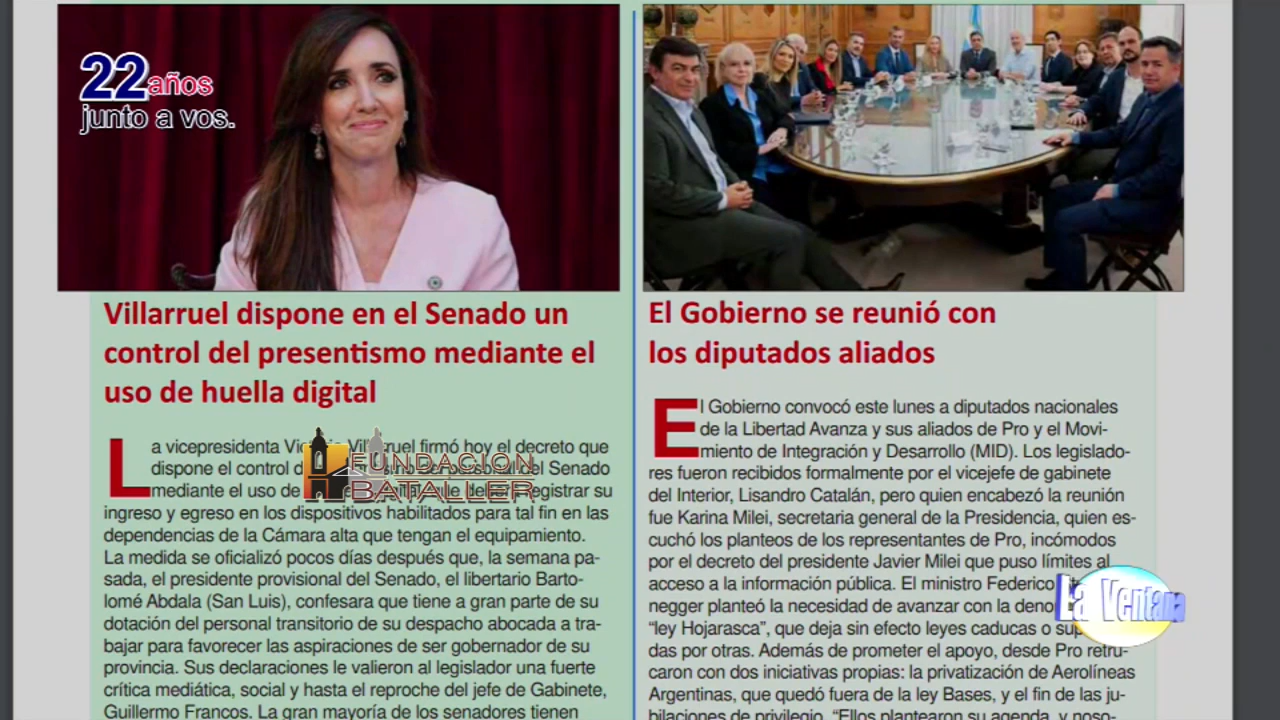 22 años
junto a vos.
Villarruel dispone en el Senado un
control del presentismo mediante el
uso de huella digital
La vicepresidenta Villarruel firmó hoy el decreto que
dispone el control del Senado
mediante el uso de registrar su
ingreso y egreso en los dispositivos habilitados para tal fin en las
dependencias de la Cámara alta que tengan el equipamiento.
La medida se oficializó pocos días después que, la semana pa-
sada, el presidente provisional del Senado, el libertario Barto-
lomé Abdala (San Luis), confesara que tiene a gran parte de su
dotación del personal transitorio de su despacho abocada a tra-
bajar para favorecer las aspiraciones de ser gobernador de su
provincia. Sus declaraciones le valieron al legislador una fuerte
crítica mediática, social y hasta el reproche del jefe de Gabinete,
Guillermo Francos. La gran mayoría de los senadores tienen
FUNDACION
BATALLER
El Gobierno se reunió con
los diputados aliados
El Gobierno convocó este lunes a diputados nacionales
de la Libertad Avanza y sus aliados de Pro y el Movi-
miento de Integración y Desarrollo (MID). Los legislado-
res fueron recibidos formalmente por el vicejefe de gabinete
del Interior, Lisandro Catalán, pero quien encabezó la reunión
fue Karina Milei, secretaria general de la Presidencia, quien es-
cuchó los planteos de los representantes de Pro, incómodos
por el decreto del presidente Javier Milei que puso límites al
acceso a la información pública. El ministro Federico
negger planteó la necesidad de avanzar con la
“ley Hojarasca”, que deja sin efecto leyes caducas o
das por otras. Además de prometer el apoyo, desde Pro retru-
caron con dos iniciativas propias: la privatización de Aerolíneas
Argentinas, que quedó fuera de la ley Bases, y el fin de las ju-
bilaciones de privilegio. “Ellos plantearon su agenda, y noso-
La Ventana